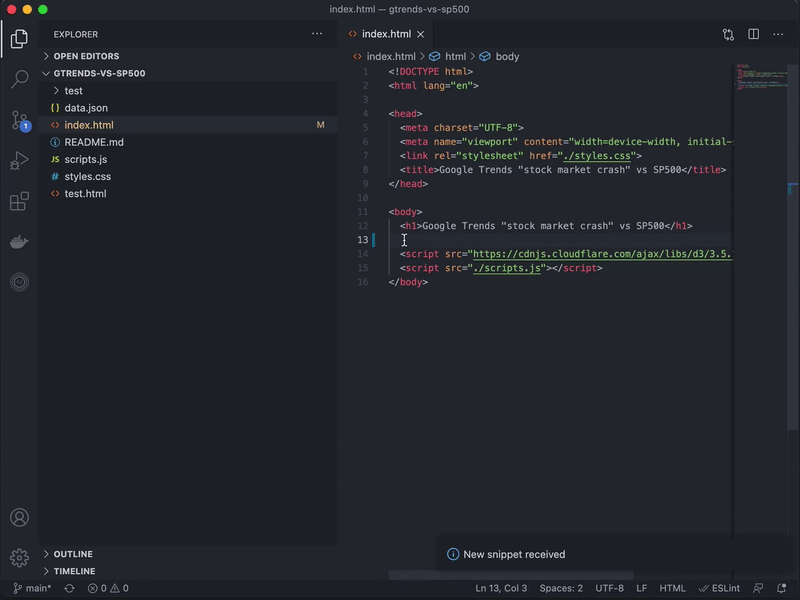 index.html — gtrends-vs-sp500
EXPLORER
OPEN EDITORS
GTRENDS-VS-SP500
test
{} data.json
<> index.html M
README.md
JS scripts.js
# styles.css
<> test.html
OUTLINE
TIMELINE
1
<> index.html ×
<> index.html > html > body
1 <!DOCTYPE html>
2 <html lang="en">
3
4 <head>
5 <meta charset="UTF-8">
6 <meta name="viewport" content="width=device-width, initial-
7 <link rel="stylesheet" href="./styles.css">
8 <title>Google Trends "stock market crash" vs SP500</title>
9 </head>
10
11 <body>
12 <h1>Google Trends "stock market crash" vs SP500</h1>
13
14 <script src="https://cdnjs.cloudflare.com/ajax/libs/d3/3.5.
15 <script src="./scripts.js"></script>
16 </body>
New snippet received
main* 0 0 Ln 13, Col 3 Spaces: 2 UTF-8 LF HTML ESLint